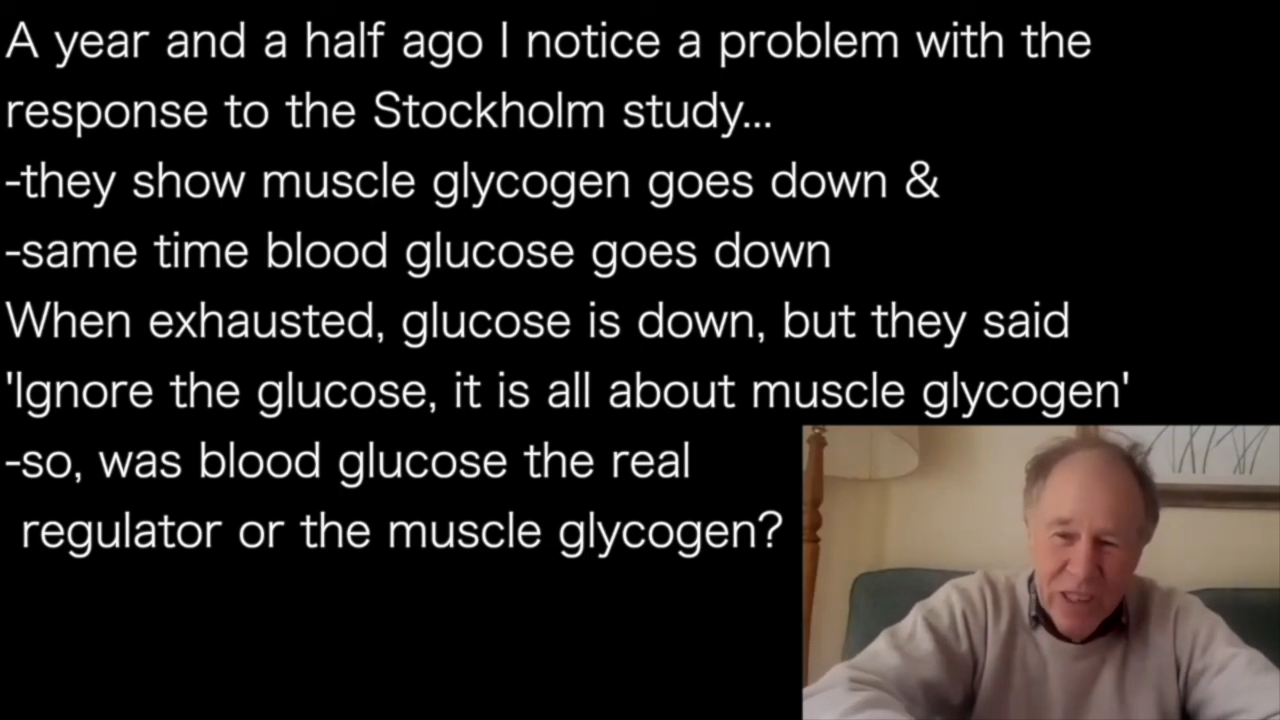 A year and a half ago I notice a problem with the
response to the Stockholm study...
-they show muscle glycogen goes down &
-same time blood glucose goes down
When exhausted, glucose is down, but they said
'Ignore the glucose, it is all about muscle glycogen'
-so, was blood glucose the real
regulator or the muscle glycogen?